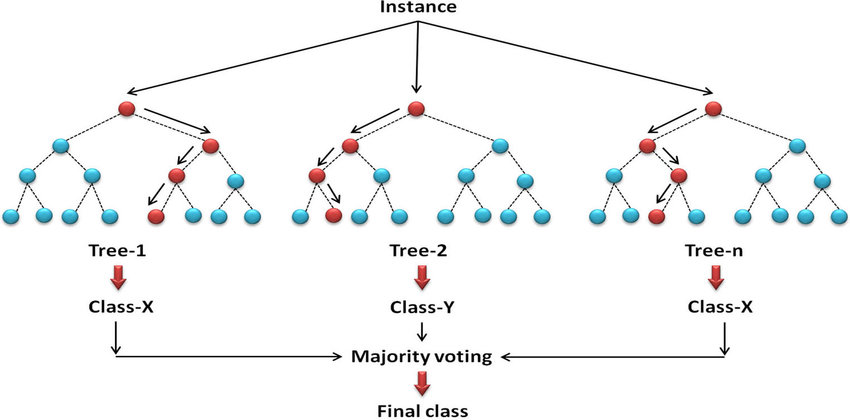 Instance
Tree-1
Tree-2
Tree-n
Class-X
Class-Y
Class-X
Majority voting
Final class